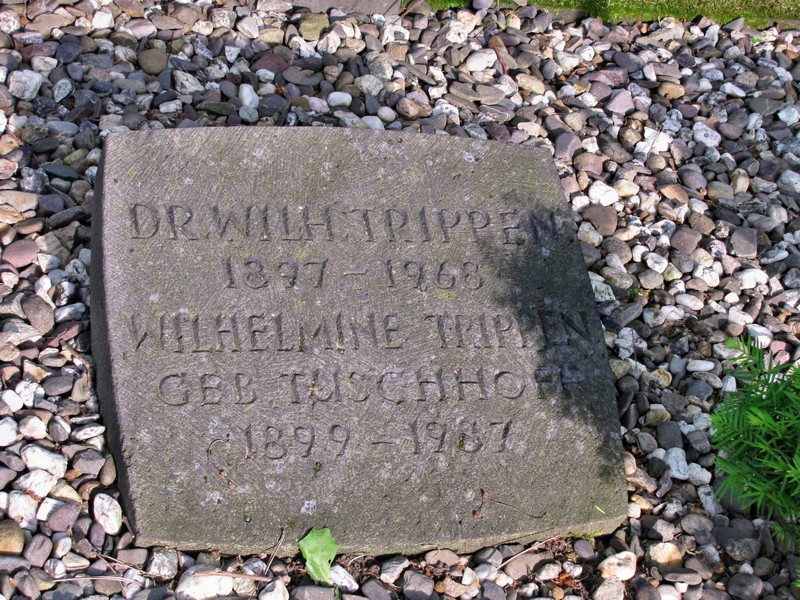 DR. WILH. TRIPPEN
1897 – 1968
WILHELMINE TRIPPEN
GEB TUSCHHOFF
1899 – 1987